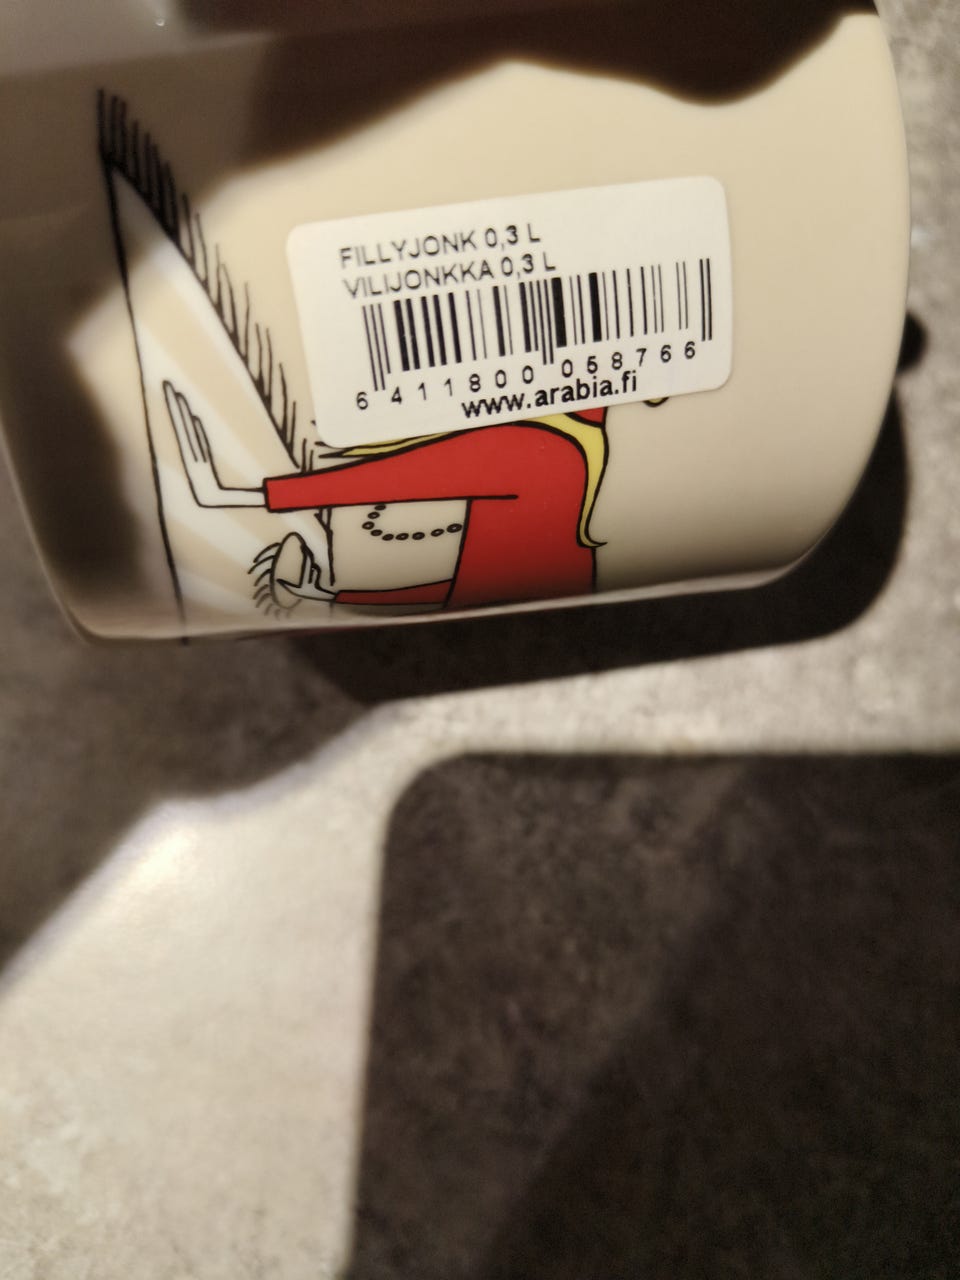 FILLYJONK 0,3 L
VILIJONKKA 0,3 L
6 411800 058766
www.arabia.fi